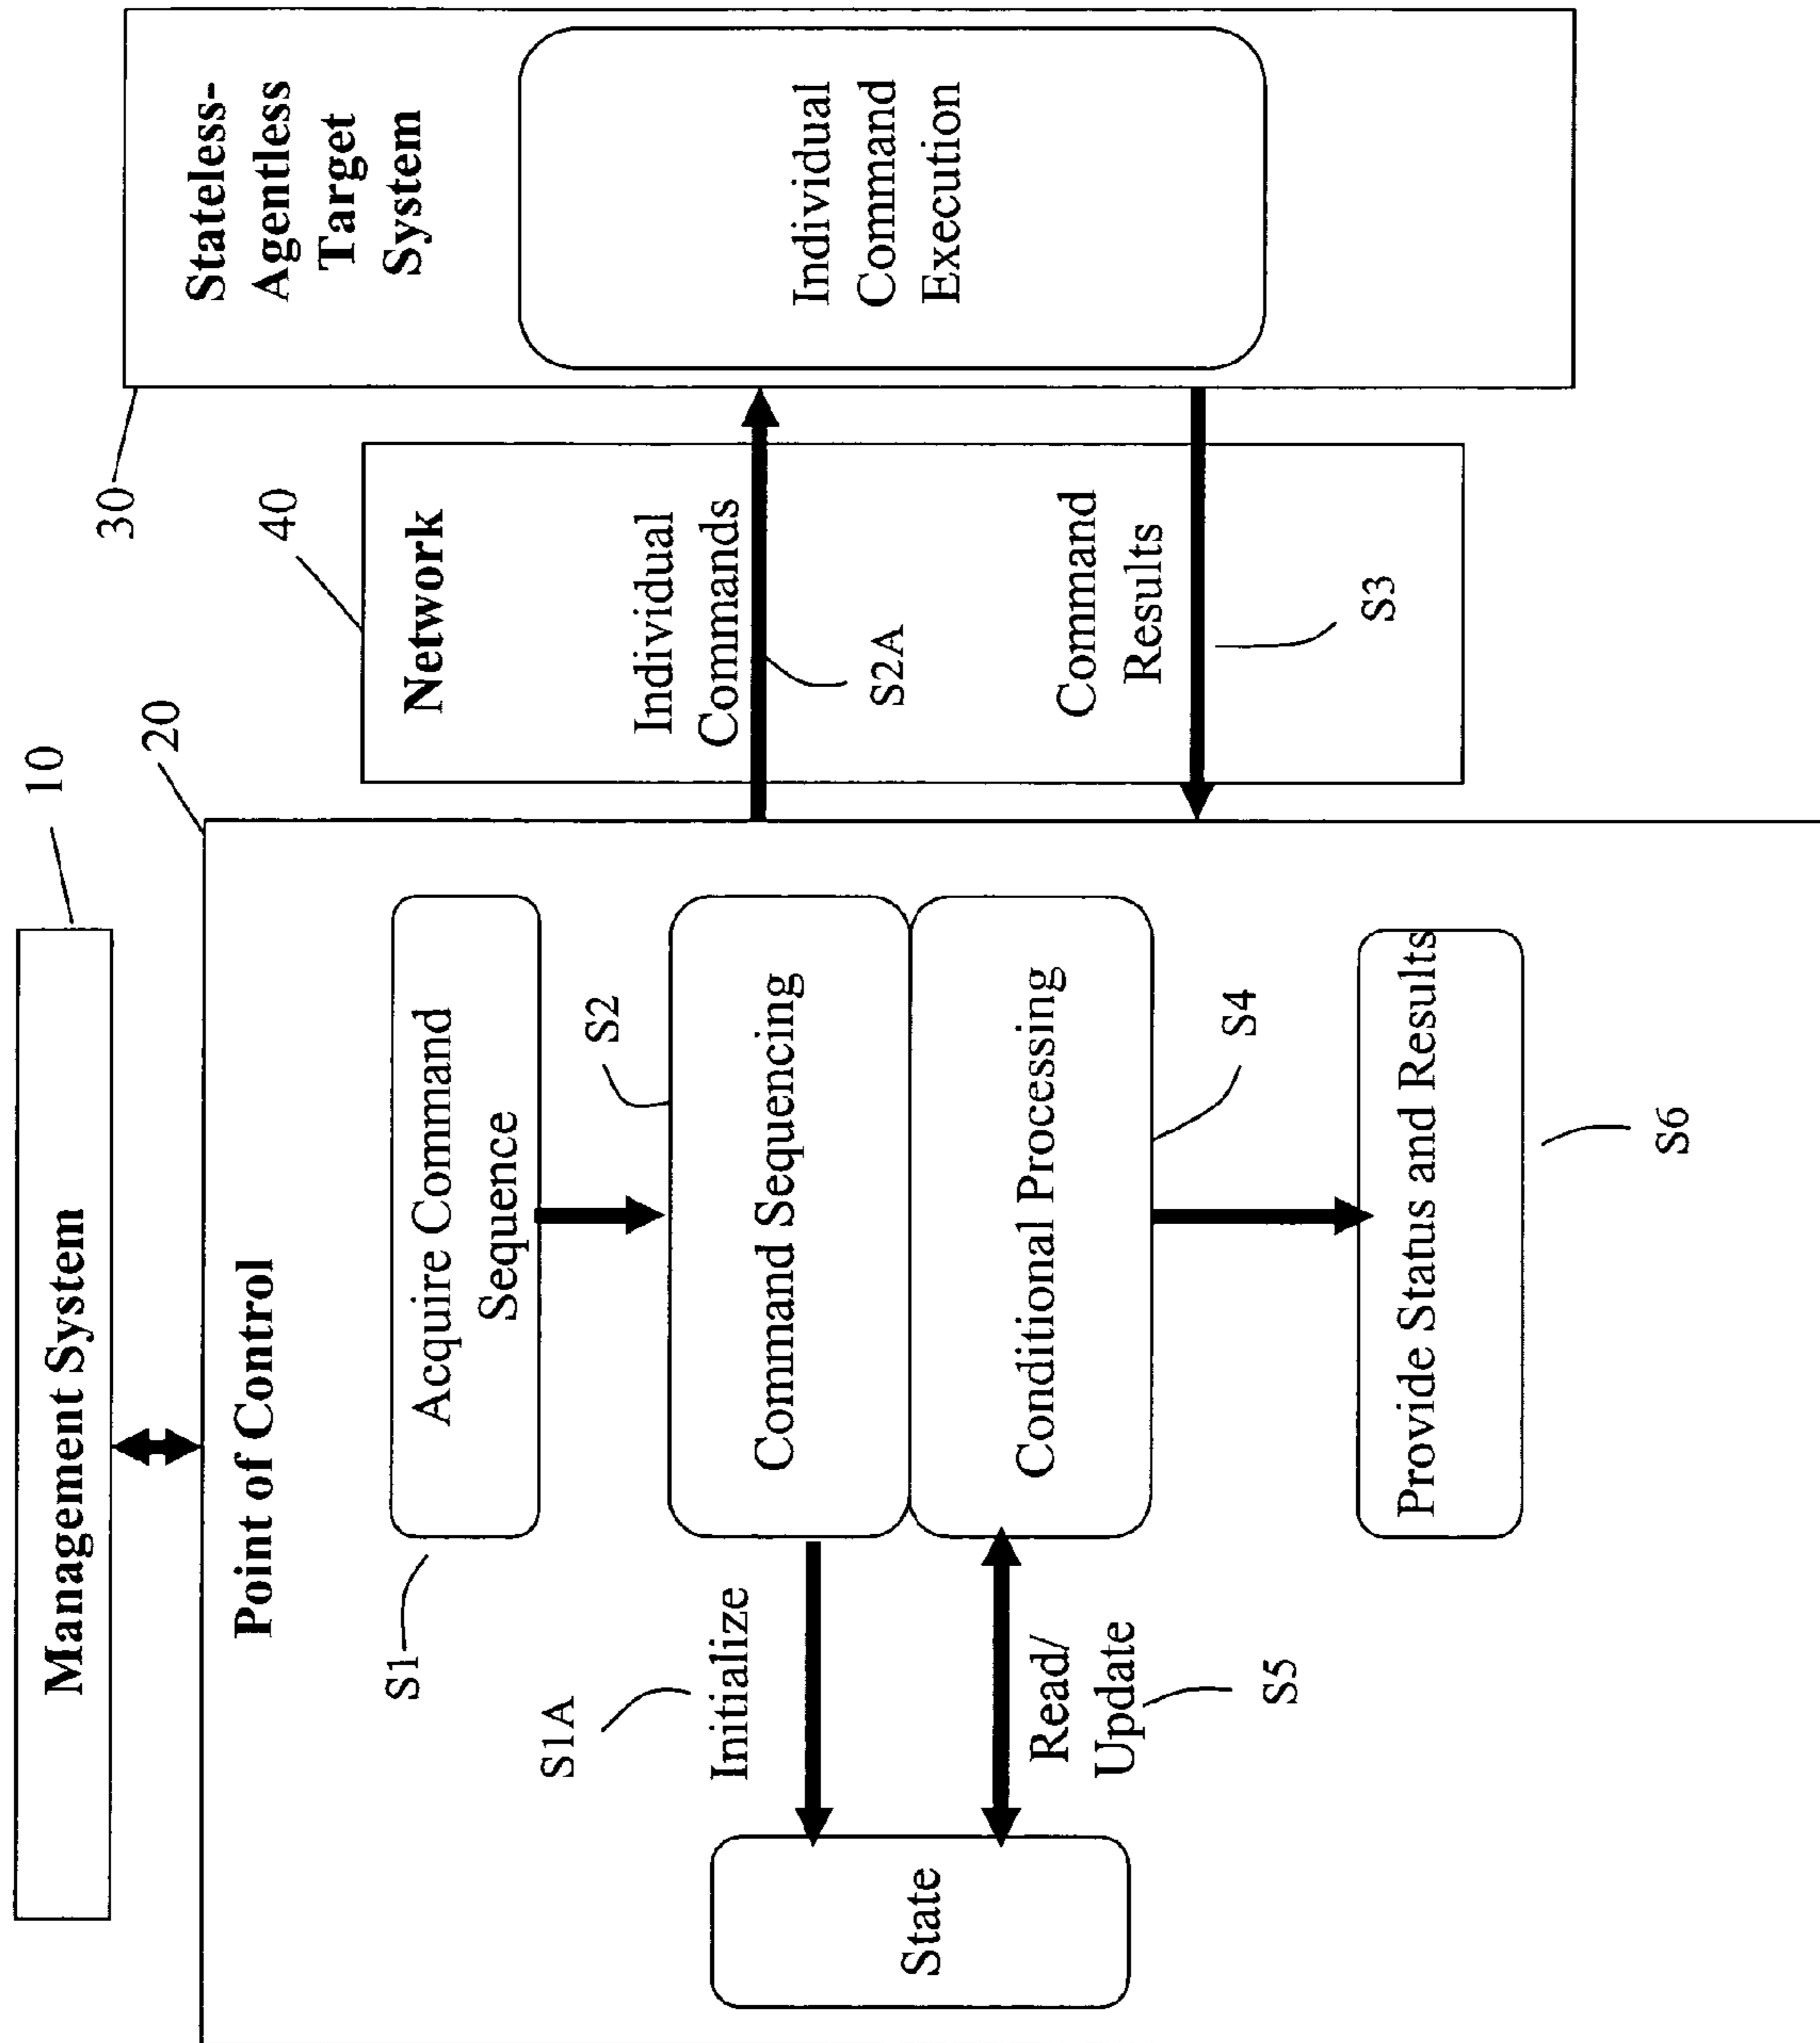 Management System
10
20
Point of Control
30
40
Stateless-
Agentless
Target
System
Network
S1
Acquire Command
Sequence
S2
S1A
Initialize
Command Sequencing
Individual
Commands
S2A
Individual
Command
Execution
State
Read/
Update
S5
Conditional Processing
S4
Command
Results
S3
Provide Status and Results
S6